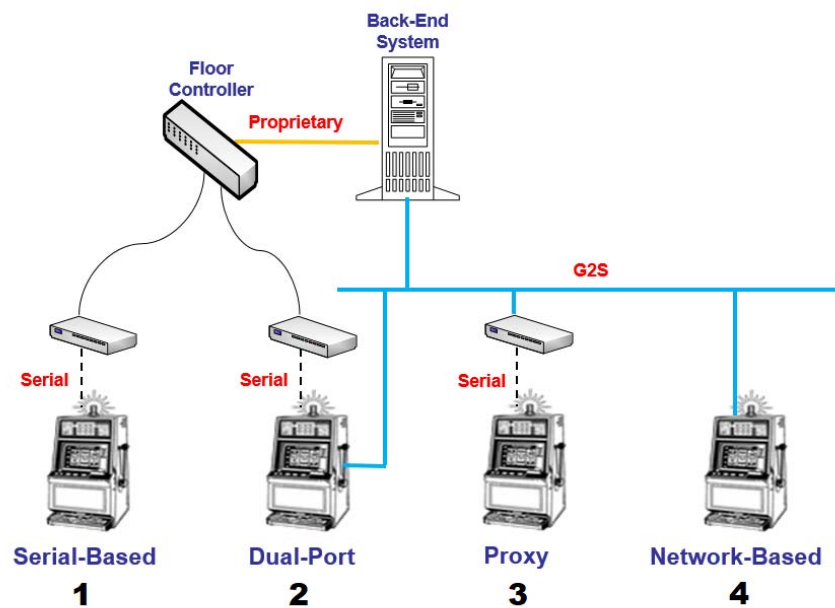 Back-End
System
Floor
Controller
Proprietary
G2S
Serial
Serial
Serial
Serial-Based
Dual-Port
Proxy
Network-Based
1
2
3
4